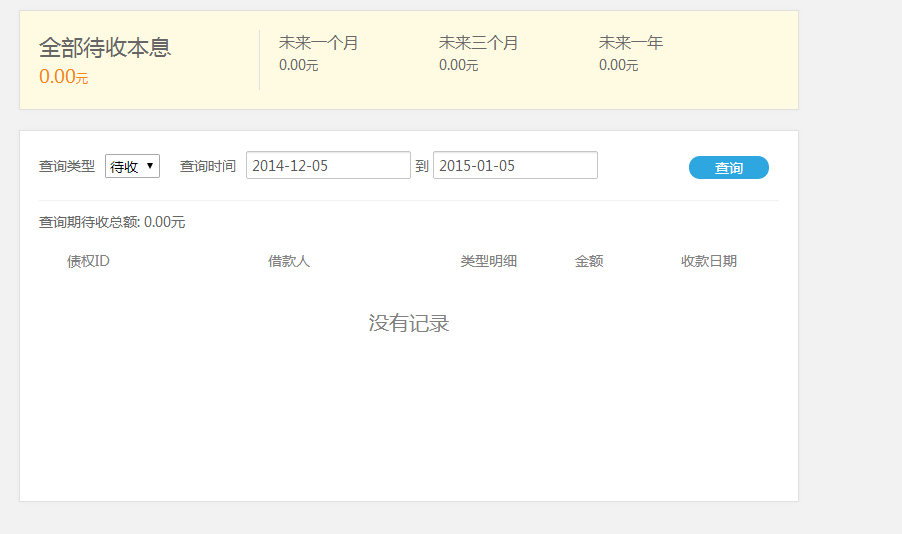 全部待收本息
0.00元
未来一个月
0.00元
未来三个月
0.00元
未来一年
0.00元
查询类型 待收 查询时间 2014-12-05 到 2015-01-05 查询
查询期待收总额: 0.00元
债权ID 借款人 类型明细 金额 收款日期
没有记录